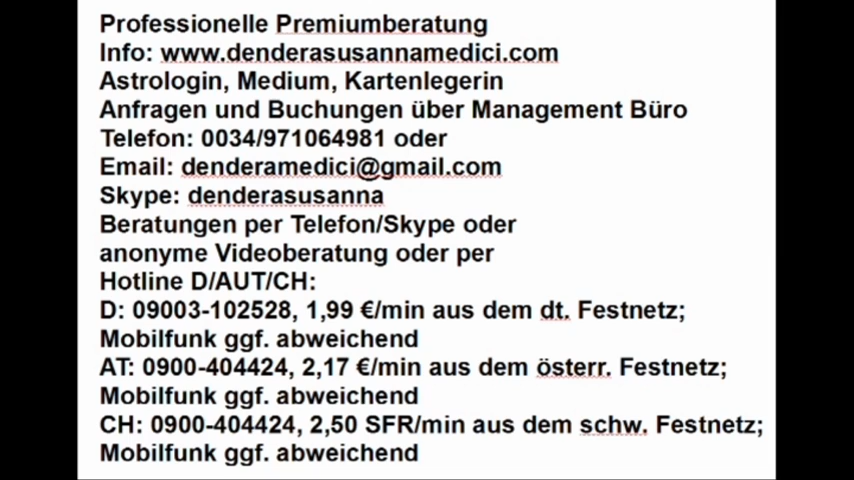 Professionelle Premiumberatung
Info: www.denderasusannamedici.com
Astrologin, Medium, Kartenlegerin
Anfragen und Buchungen über Management Büro
Telefon: 0034/971064981 oder
Email: denderamedici@gmail.com
Skype: denderasusanna
Beratungen per Telefon/Skype oder
anonyme Videoberatung oder per
Hotline D/AUT/CH:
D: 09003-102528, 1,99 €/min aus dem dt. Festnetz;
Mobilfunk ggf. abweichend
AT: 0900-404424, 2,17 €/min aus dem österr. Festnetz;
Mobilfunk ggf. abweichend
CH: 0900-404424, 2,50 SFR/min aus dem schw. Festnetz;
Mobilfunk ggf. abweichend